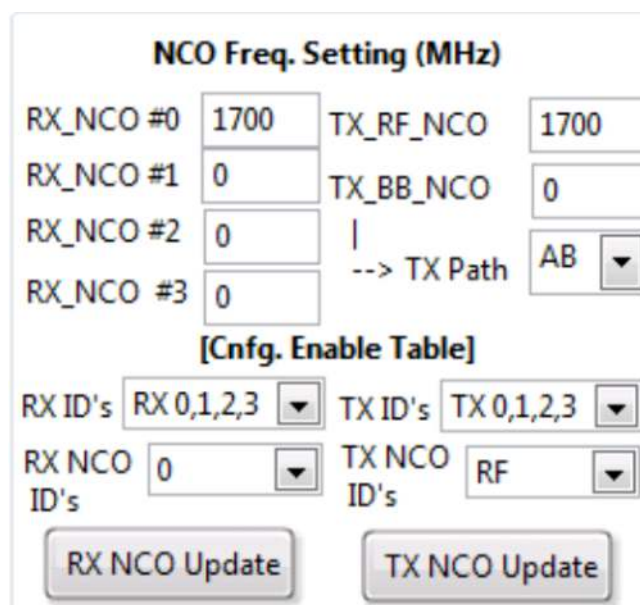 NCO Freq. Setting (MHz)
RX_NCO #0 1700 TX_RF_NCO 1700
RX_NCO #1 0 TX_BB_NCO 0
RX_NCO #2 0 |
--> TX Path AB
RX_NCO #3 0
[Cnfg. Enable Table]
RX ID's RX 0,1,2,3 TX ID's TX 0,1,2,3
RX NCO ID's 0 TX NCO ID's RF
RX NCO Update TX NCO Update